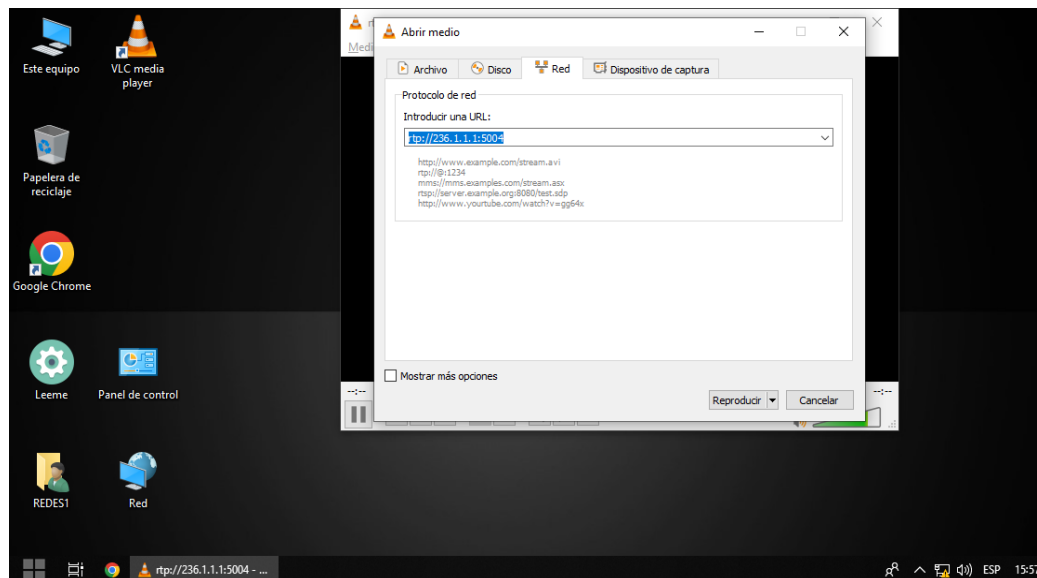 Este equipo
VLC media
player
Papelera de
reciclaje
Google Chrome
Leeme
Panel de control
REDES1
Red
Abrir medio
Archivo
Disco
Red
Dispositivo de captura
Protocolo de red
Introducir una URL:
rtp://236.1.1.1:5004
http://www.example.com/stream.avi
rtp://@:1234
mms://mms.examples.com/stream.asx
rtsp://server.example.org:8080/test.sdp
http://www.yourtube.com/watch?v=gg64x
Mostrar más opciones
Reproducir
Cancelar
--:--
--:--
rtp://236.1.1.1:5004 - ...
ESP
15:57